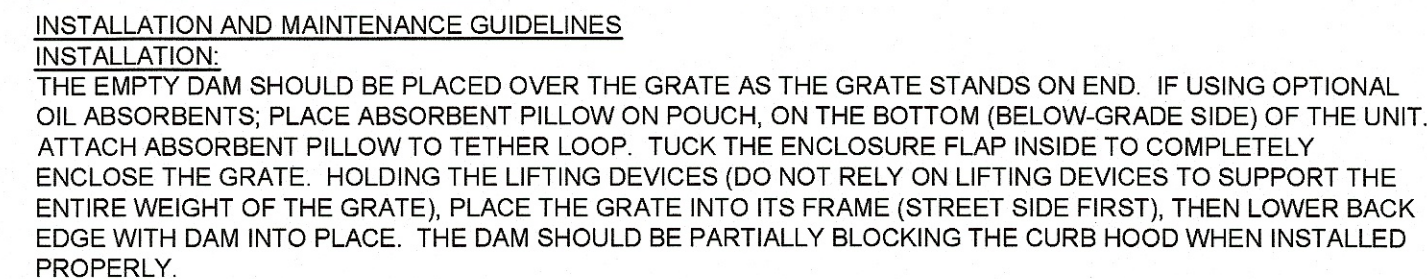 INSTALLATION AND MAINTENANCE GUIDELINES
INSTALLATION:
THE EMPTY DAM SHOULD BE PLACED OVER THE GRATE AS THE GRATE STANDS ON END. IF USING OPTIONAL
OIL ABSORBENTS; PLACE ABSORBENT PILLOW ON POUCH, ON THE BOTTOM (BELOW-GRADE SIDE) OF THE UNIT.
ATTACH ABSORBENT PILLOW TO TETHER LOOP. TUCK THE ENCLOSURE FLAP INSIDE TO COMPLETELY
ENCLOSE THE GRATE. HOLDING THE LIFTING DEVICES (DO NOT RELY ON LIFTING DEVICES TO SUPPORT THE
ENTIRE WEIGHT OF THE GRATE), PLACE THE GRATE INTO ITS FRAME (STREET SIDE FIRST), THEN LOWER BACK
EDGE WITH DAM INTO PLACE. THE DAM SHOULD BE PARTIALLY BLOCKING THE CURB HOOD WHEN INSTALLED
PROPERLY.